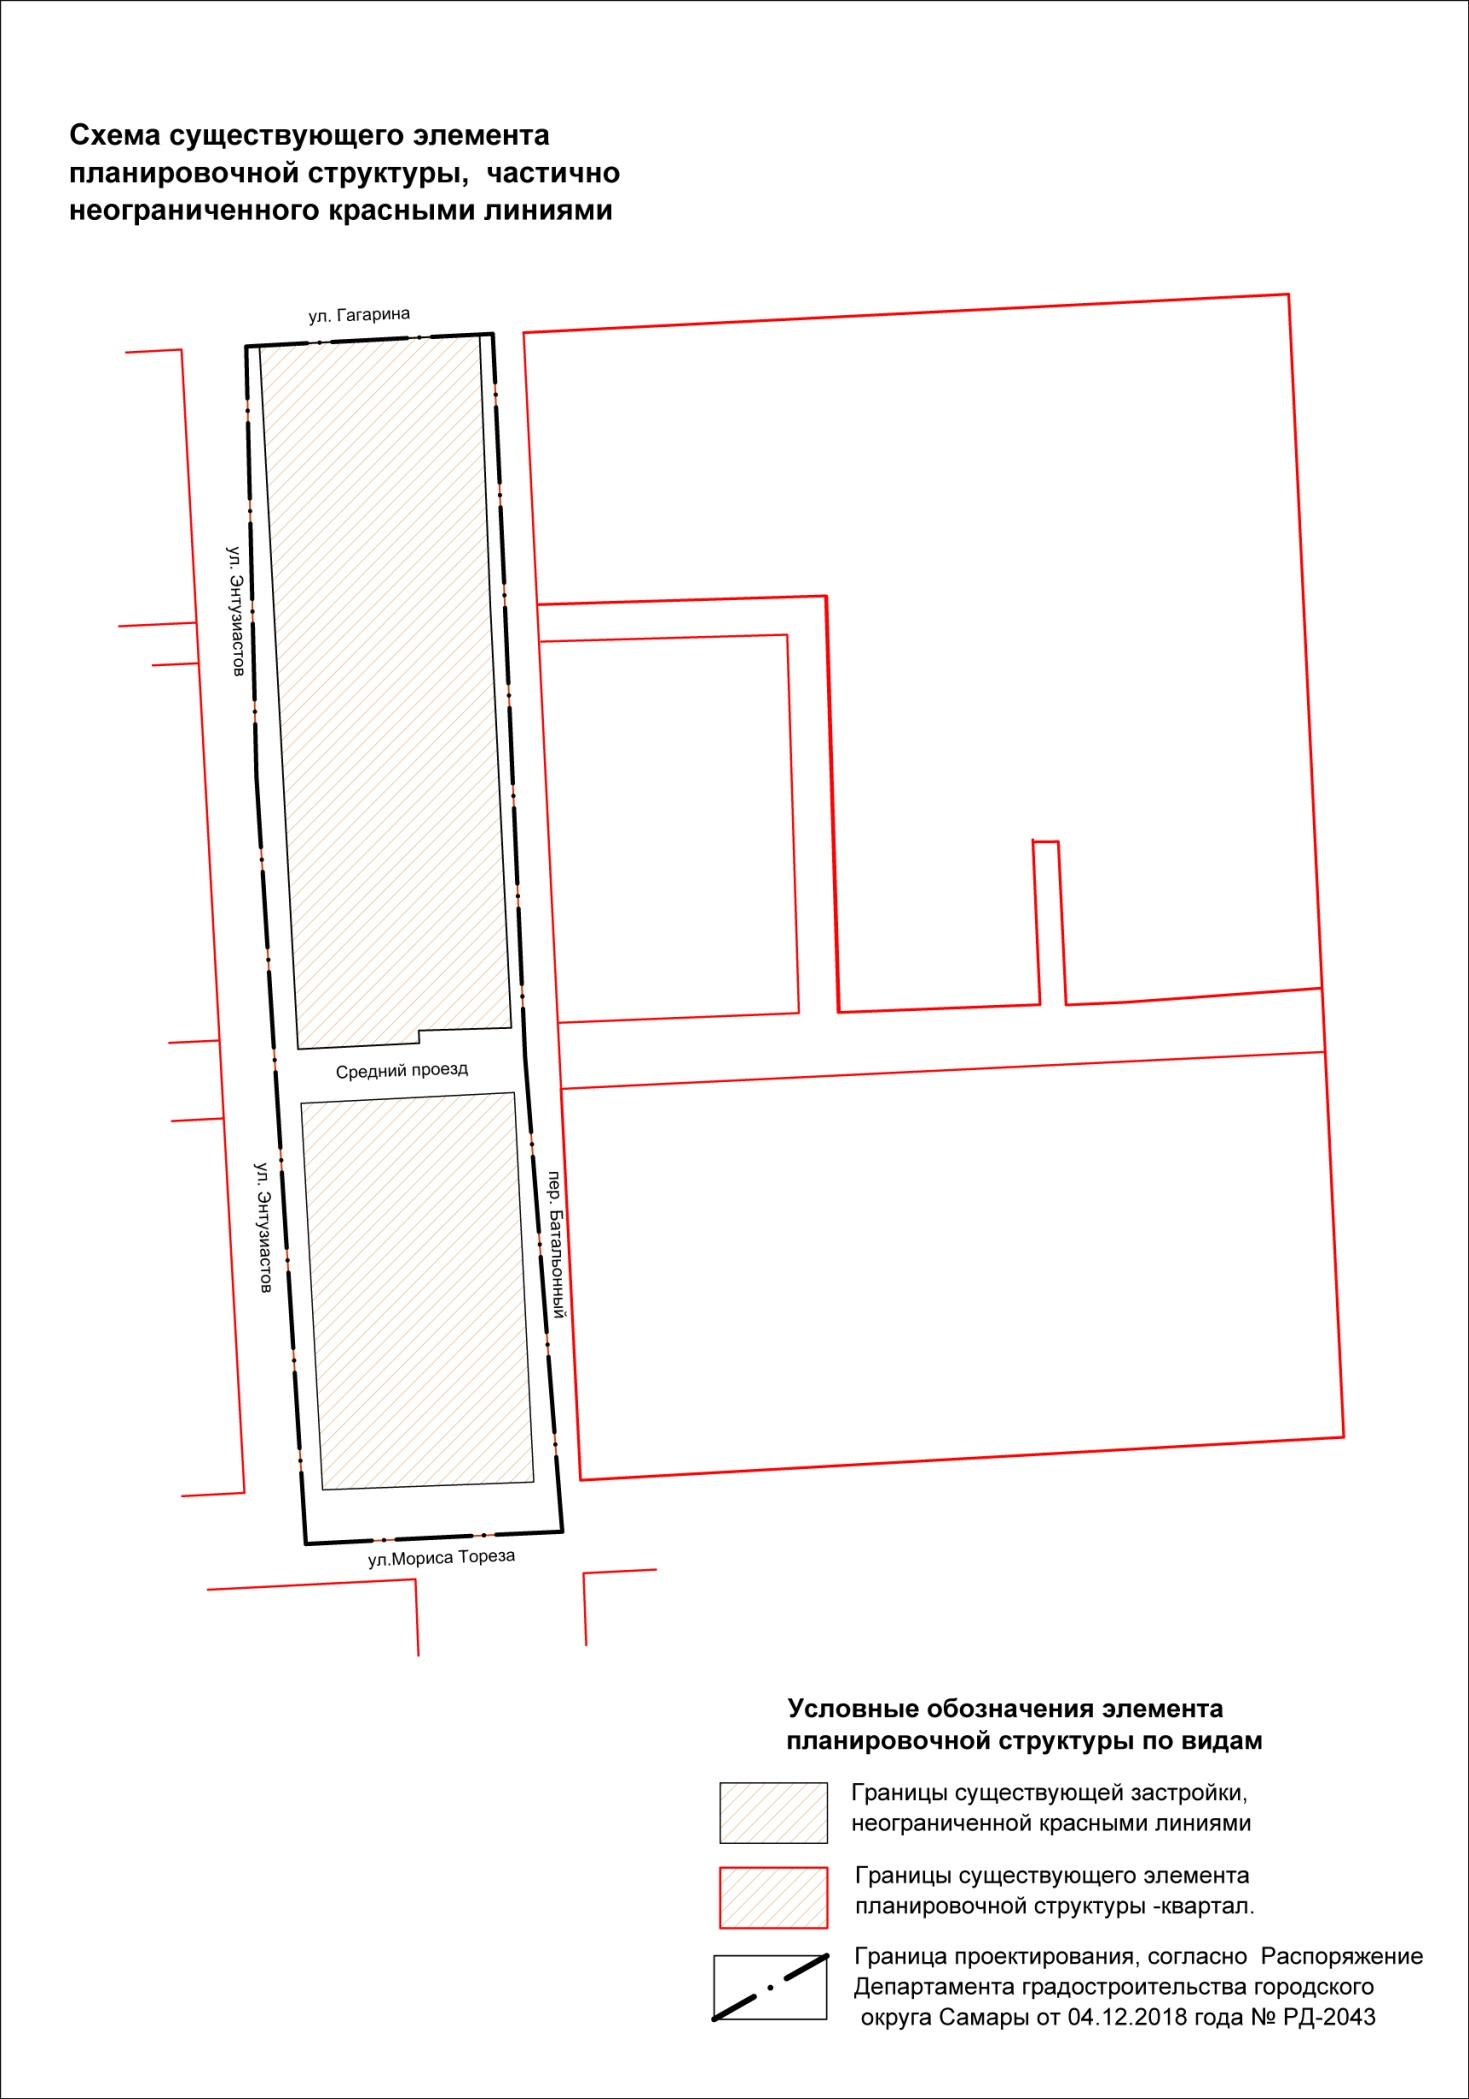 Схема существующего элемента
планировочной структуры, частично
неограниченного красными линиями
ул. Гагарина
ул. Энтузиастов
Средний проезд
ул. Энтузиастов
пер. Батальонный
ул.Мориса Тореза
Условные обозначения элемента
планировочной структуры по видам
Границы существующей застройки,
неограниченной красными линиями
Границы существующего элемента
планировочной структуры -квартал.
Граница проектирования, согласно Распоряжение
Департамента градостроительства городского
округа Самары от 04.12.2018 года № РД-2043